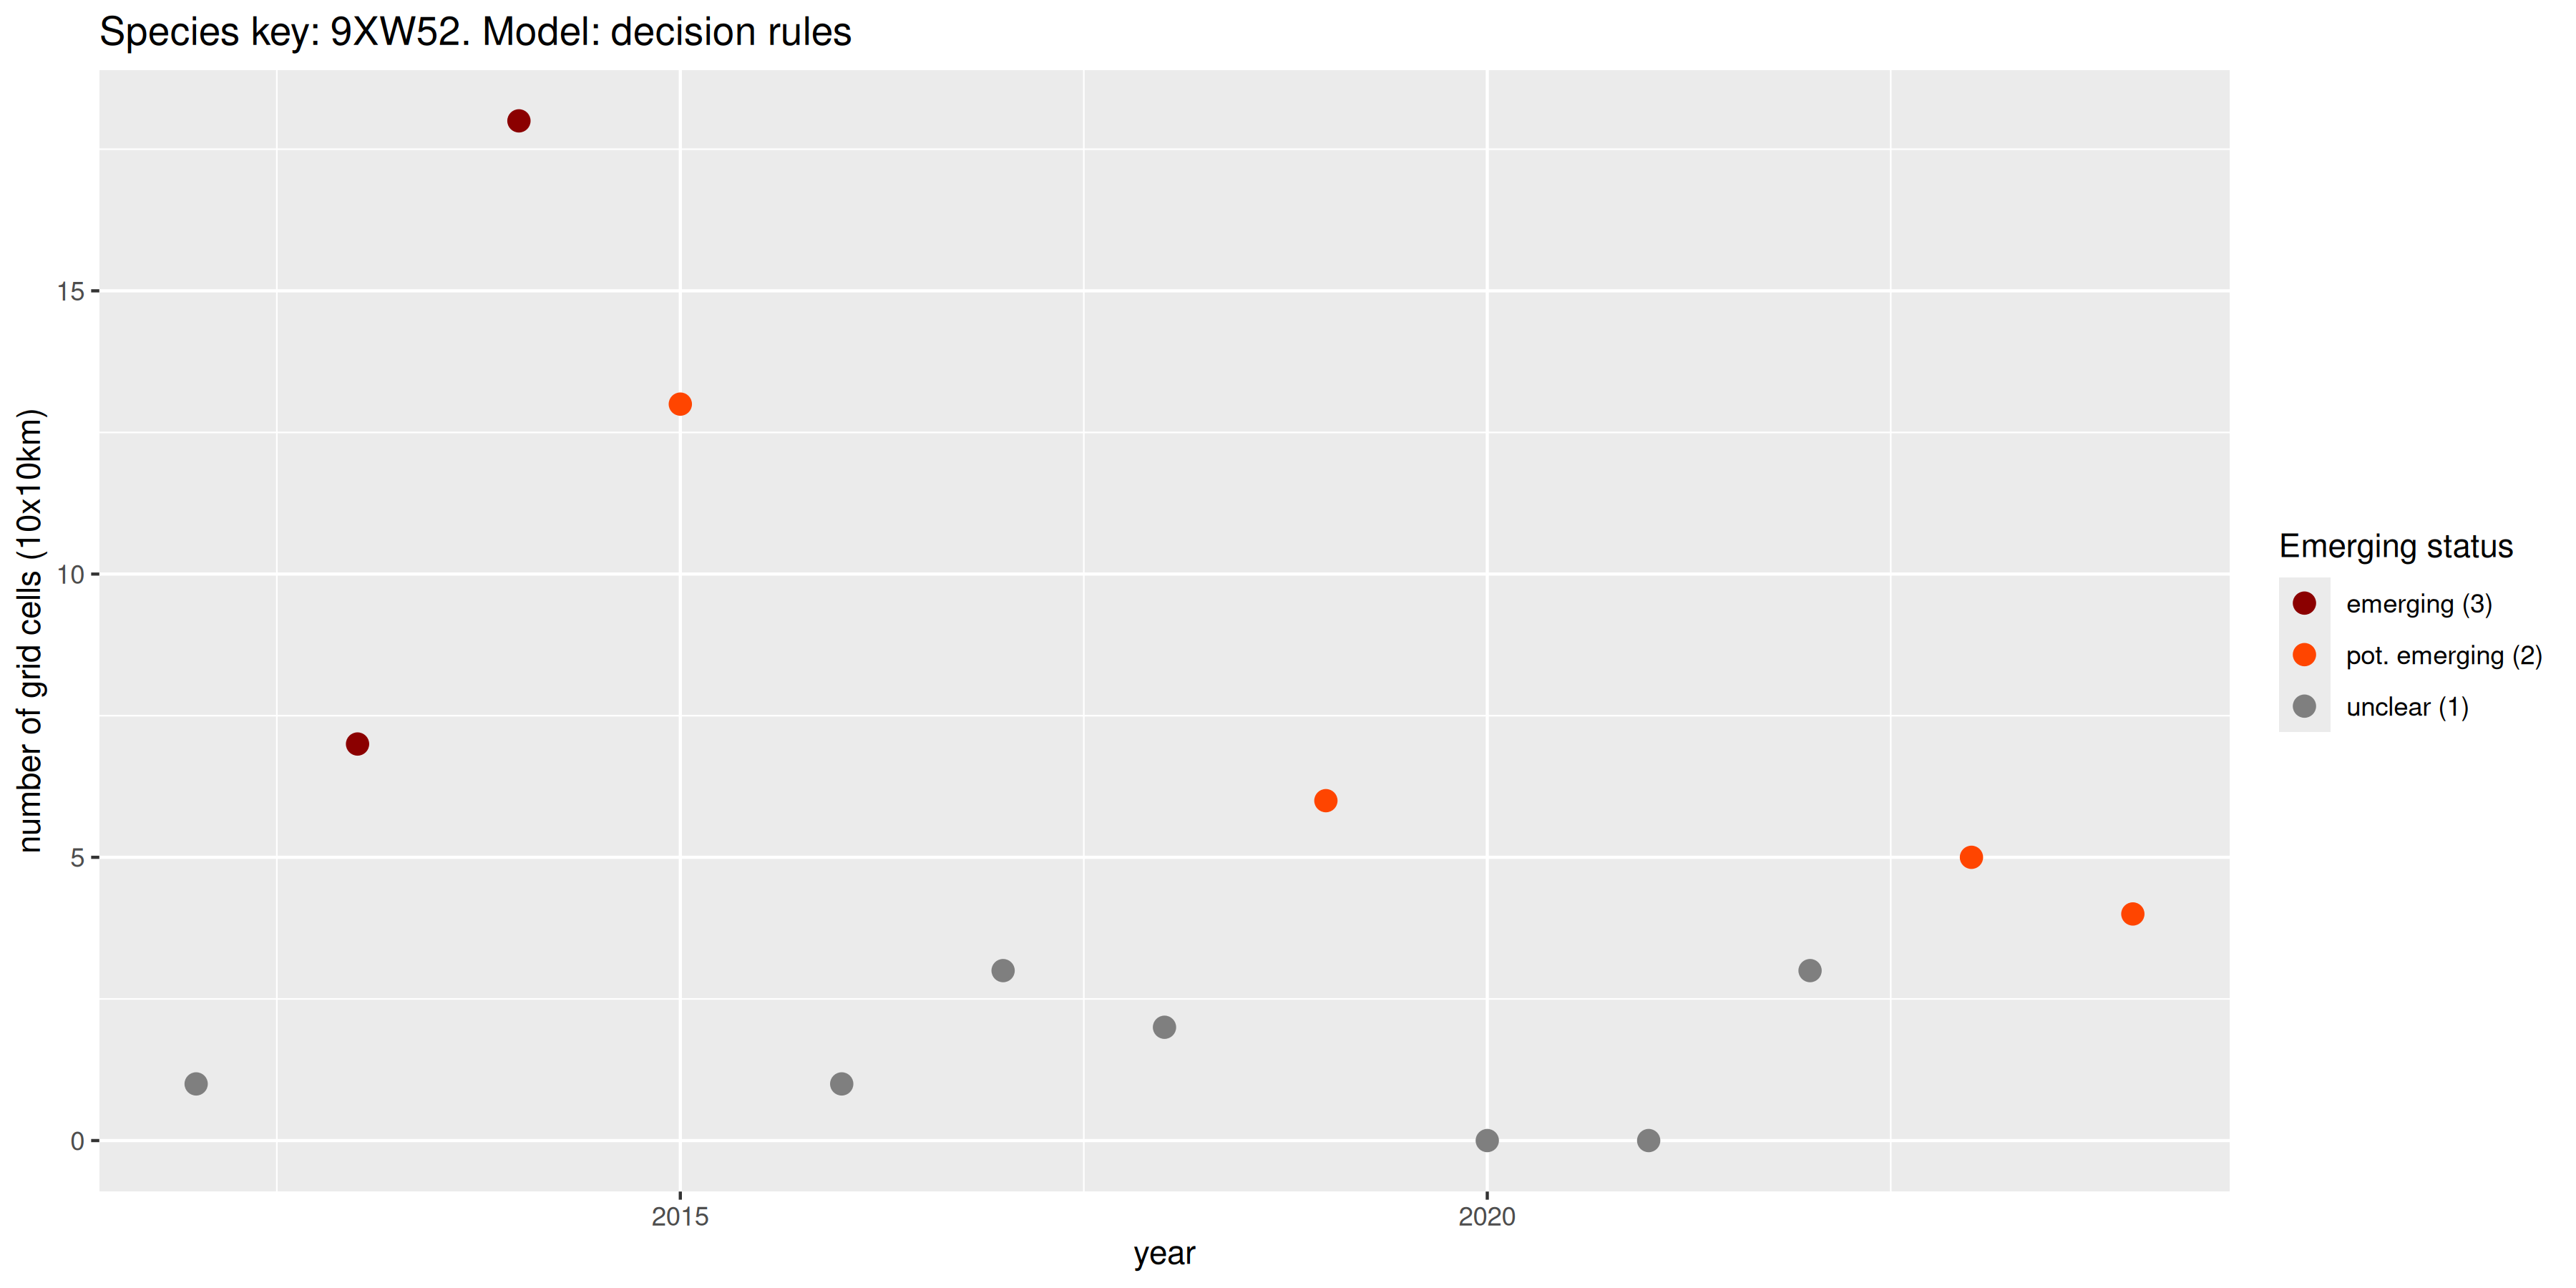 Species key: 9XW52. Model: decision rules
number of grid cells (10x10km)
15
10
5
0
2015
2020
year
Emerging status
emerging (3)
pot. emerging (2)
unclear (1)